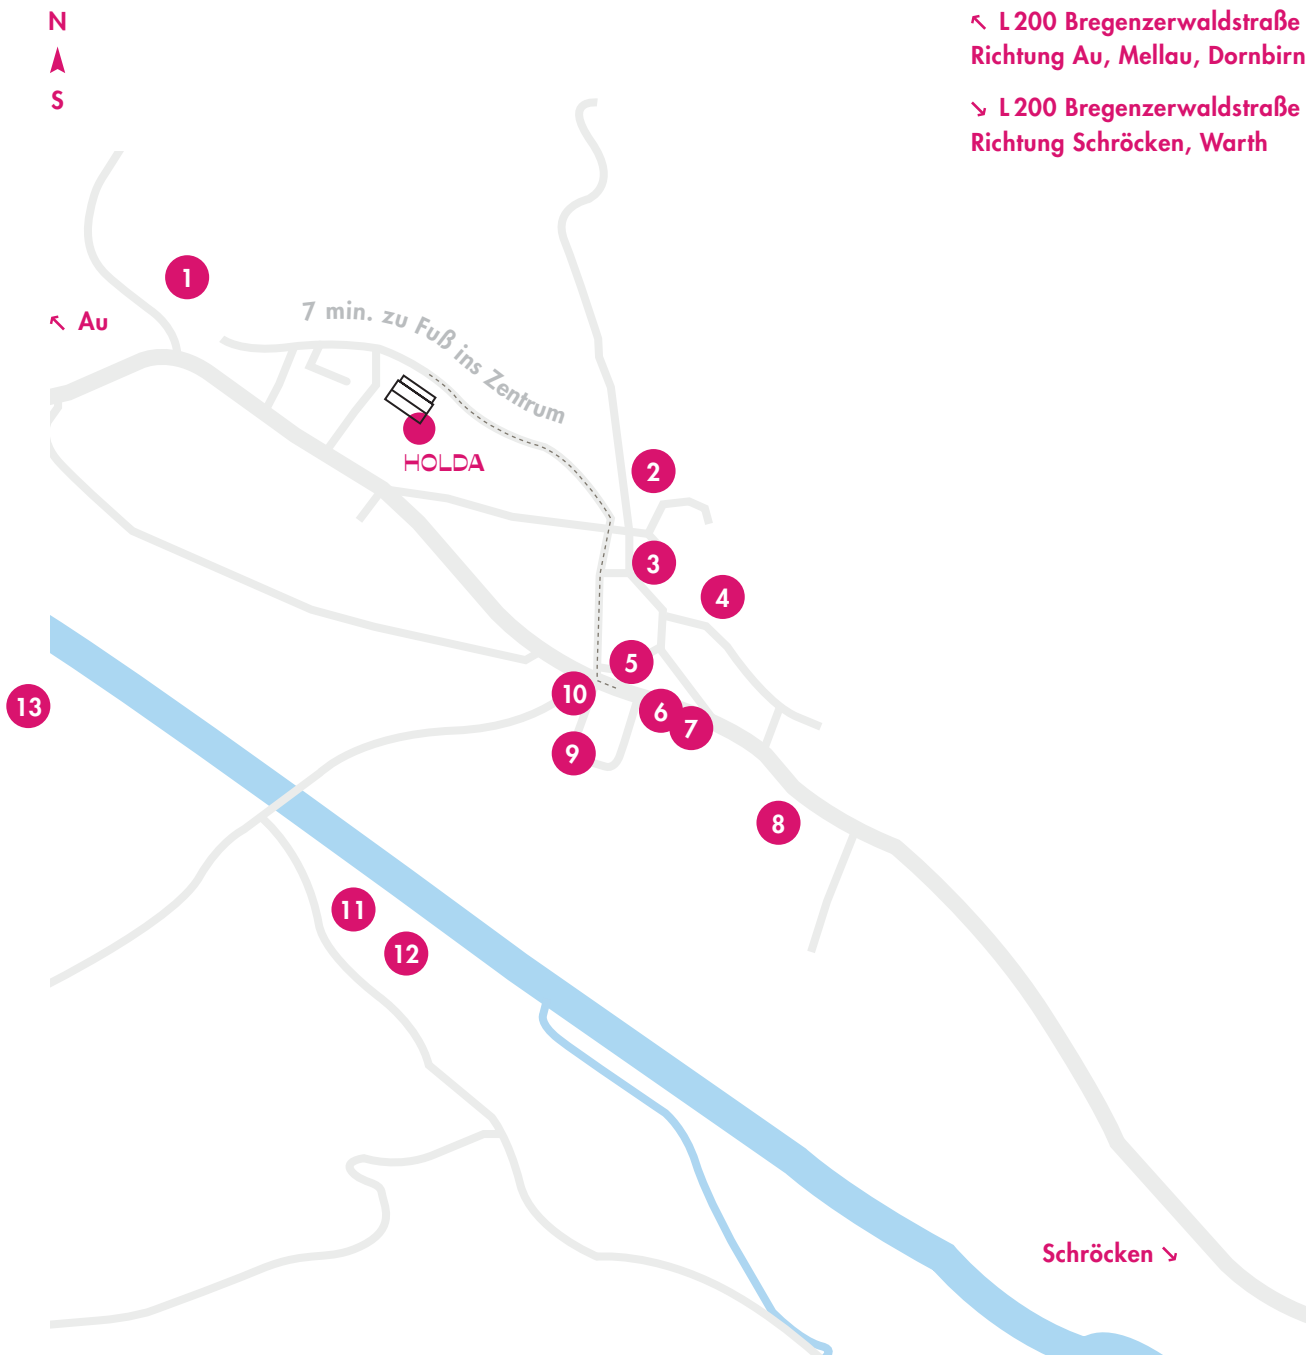 N
S
↖ L 200 Bregenzerwaldstraße
Richtung Au, Mellau, Dornbirn
↘ L 200 Bregenzerwaldstraße
Richtung Schröcken, Warth
1
↖ Au
7 min. zu Fuß ins Zentrum
HOLDA
2
3
4
5
10
6
7
13
9
8
11
12
Schröcken ↘